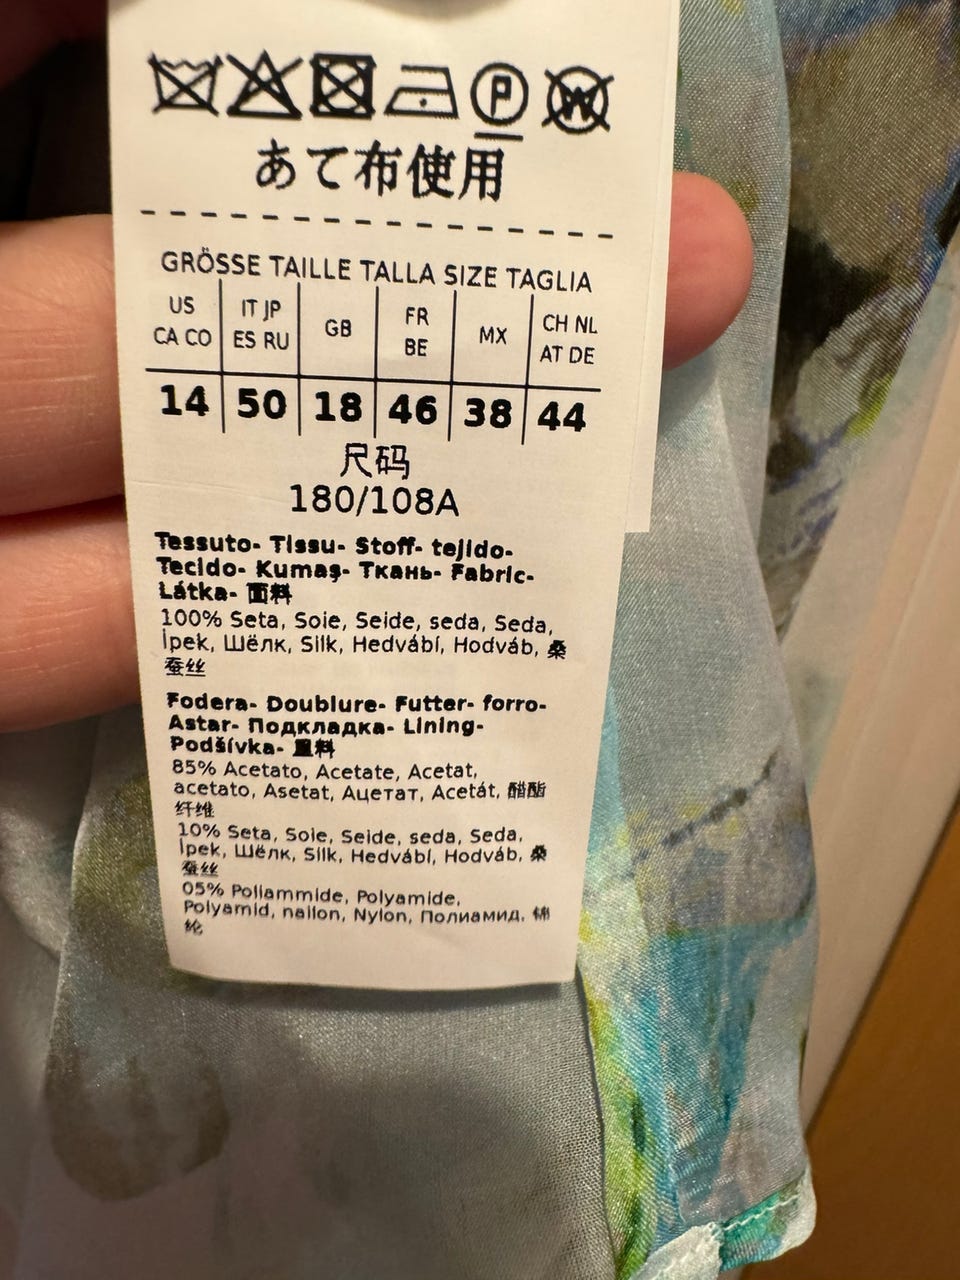 P W
あて布使用
GRÖSSE TAILLE TALLA SIZE TAGLIA
US CA CO | IT JP ES RU | GB | FR BE | MX | CH NL AT DE
14 | 50 | 18 | 46 | 38 | 44
尺码
180/108A
Tessuto- Tissu- Stoff- tejido-
Tecido- Kumaş- Ткань- Fabric-
Látka- 面料
100% Seta, Soie, Seide, seda, Seda,
İpek, Шёлк, Silk, Hedvábí, Hodváb, 桑
蚕丝
Fodera- Doublure- Futter- forro-
Astar- Подкладка- Lining-
Podšívka- 里料
85% Acetato, Acetate, Acetat,
acetato, Asetat, Ацетат, Acetát, 醋酯
纤维
10% Seta, Soie, Seide, seda, Seda,
İpek, Шёлк, Silk, Hedvábí, Hodváb, 桑
蚕丝
05% Poliammide, Polyamide,
Polyamid, nailon, Nylon, Полиамид, 锦
纶